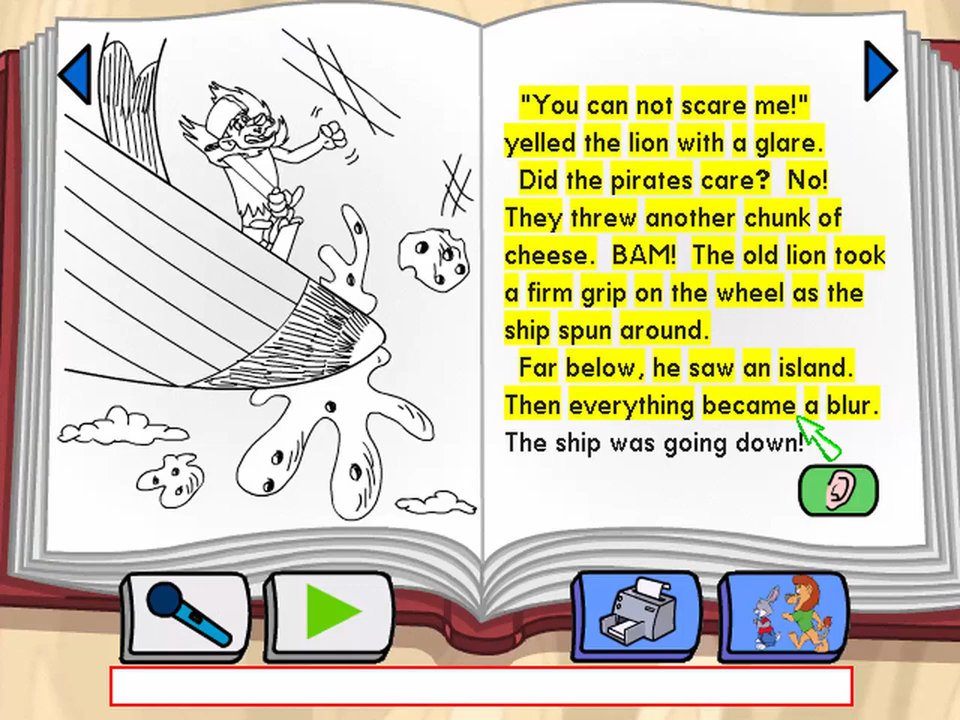 "You can not scare me!"
yelled the lion with a glare.
Did the pirates care?  No!
They threw another chunk of
cheese.  BAM!  The old lion took
a firm grip on the wheel as the
ship spun around.
Far below, he saw an island.
Then everything became a blur.
The ship was going down!